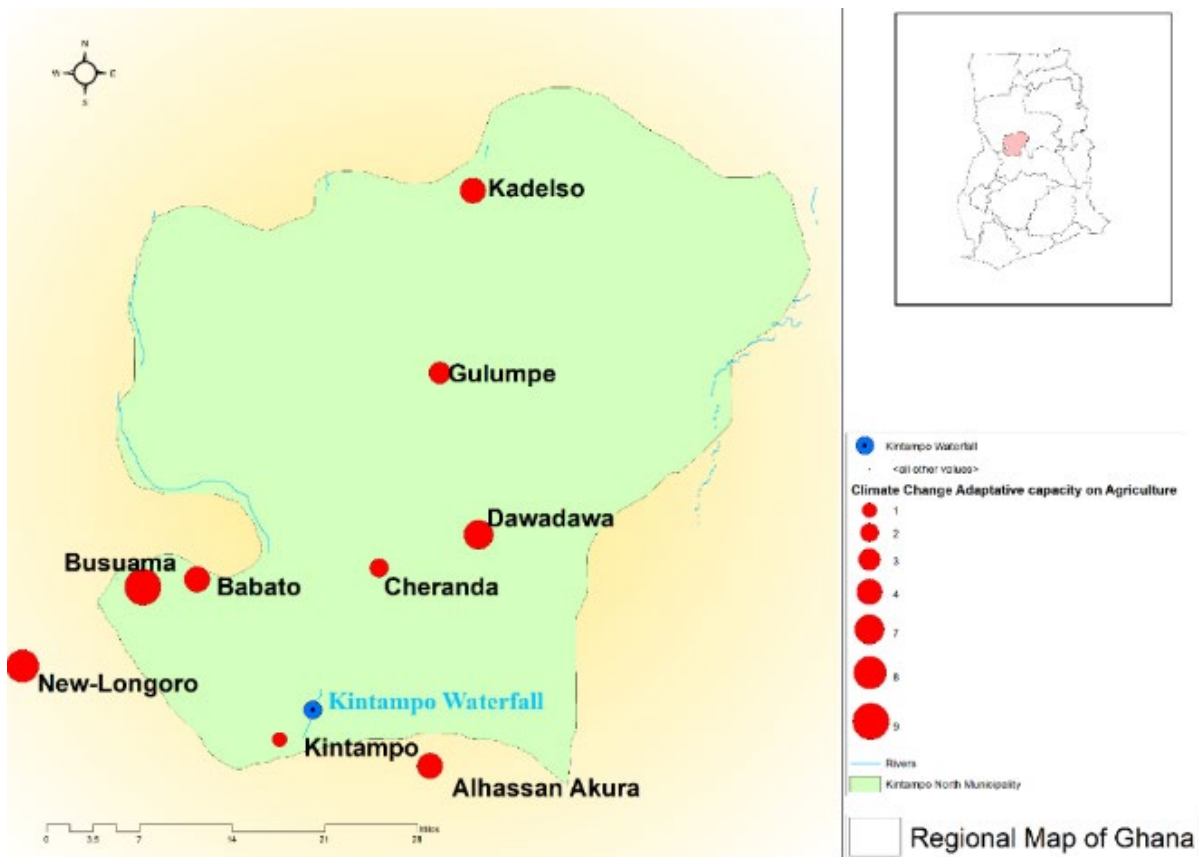 N
E
S
Kadelso
Gulumpe
Dawadawa
Busuama
Babato
Cheranda
New-Longoro
Kintampo Waterfall
Kintampo
Alhassan Akura
Miles
0 3.5 7 14 21 28
Kintampo Waterfall
<all other values>
Climate Change Adaptative capacity on Agriculture
1
2
3
4
7
8
9
Rivers
Kintampo North Municipality
Regional Map of Ghana